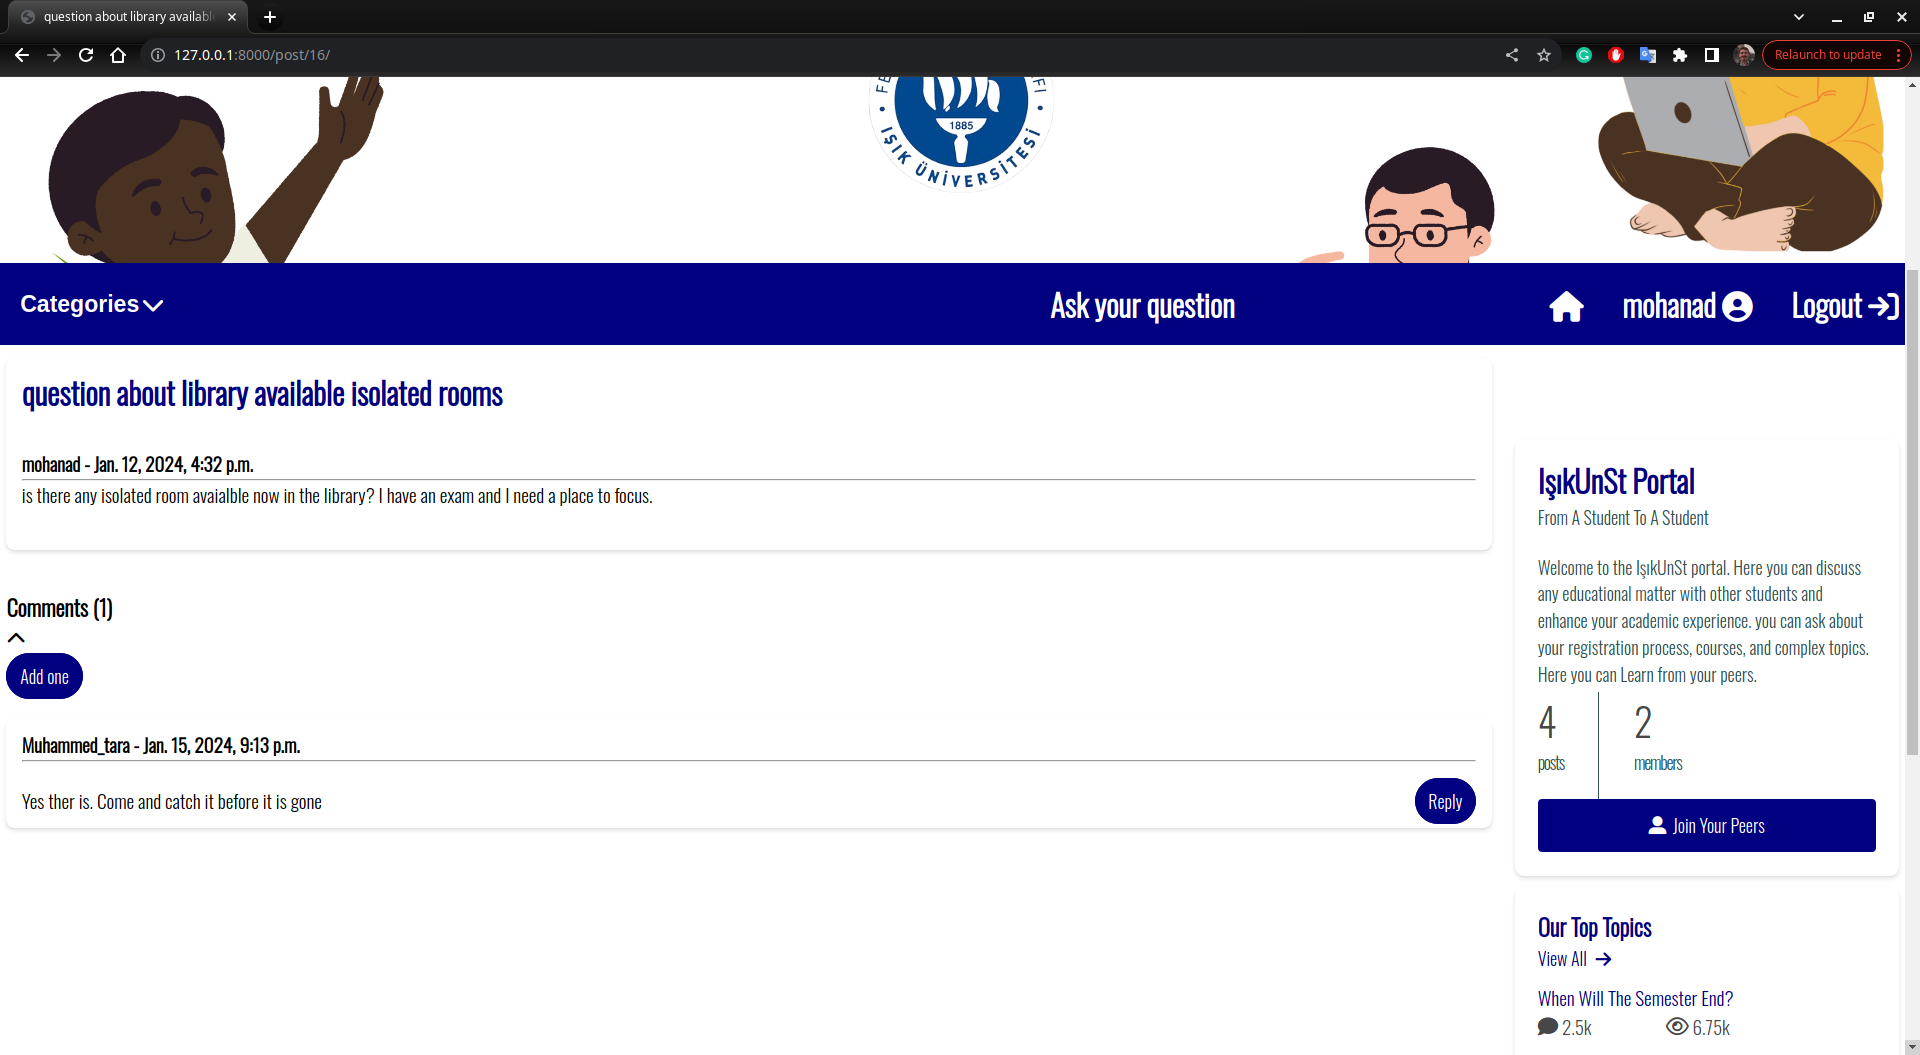 question about library availabl
127.0.0.1:8000/post/16/
Relaunch to update
1885
IŞIK ÜNİVERSİTESİ
Categories
Ask your question
mohanad
Logout
question about library available isolated rooms
mohanad - Jan. 12, 2024, 4:32 p.m.
is there any isolated room avaialble now in the library? I have an exam and I need a place to focus.
Comments (1)
Add one
Muhammed_tara - Jan. 15, 2024, 9:13 p.m.
Yes ther is. Come and catch it before it is gone
Reply
IşıkUnSt Portal
From A Student To A Student
Welcome to the IşıkUnSt portal. Here you can discuss
any educational matter with other students and
enhance your academic experience. you can ask about
your registration process, courses, and complex topics.
Here you can Learn from your peers.
4
posts
2
members
Join Your Peers
Our Top Topics
View All
When Will The Semester End?
2.5k
6.75k